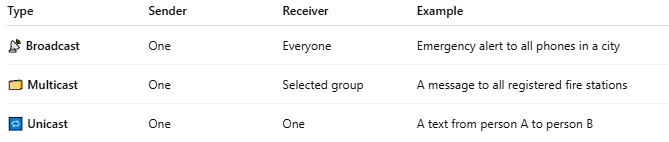 Type Sender Receiver Example
Broadcast One Everyone Emergency alert to all phones in a city
Multicast One Selected group A message to all registered fire stations
Unicast One One A text from person A to person B